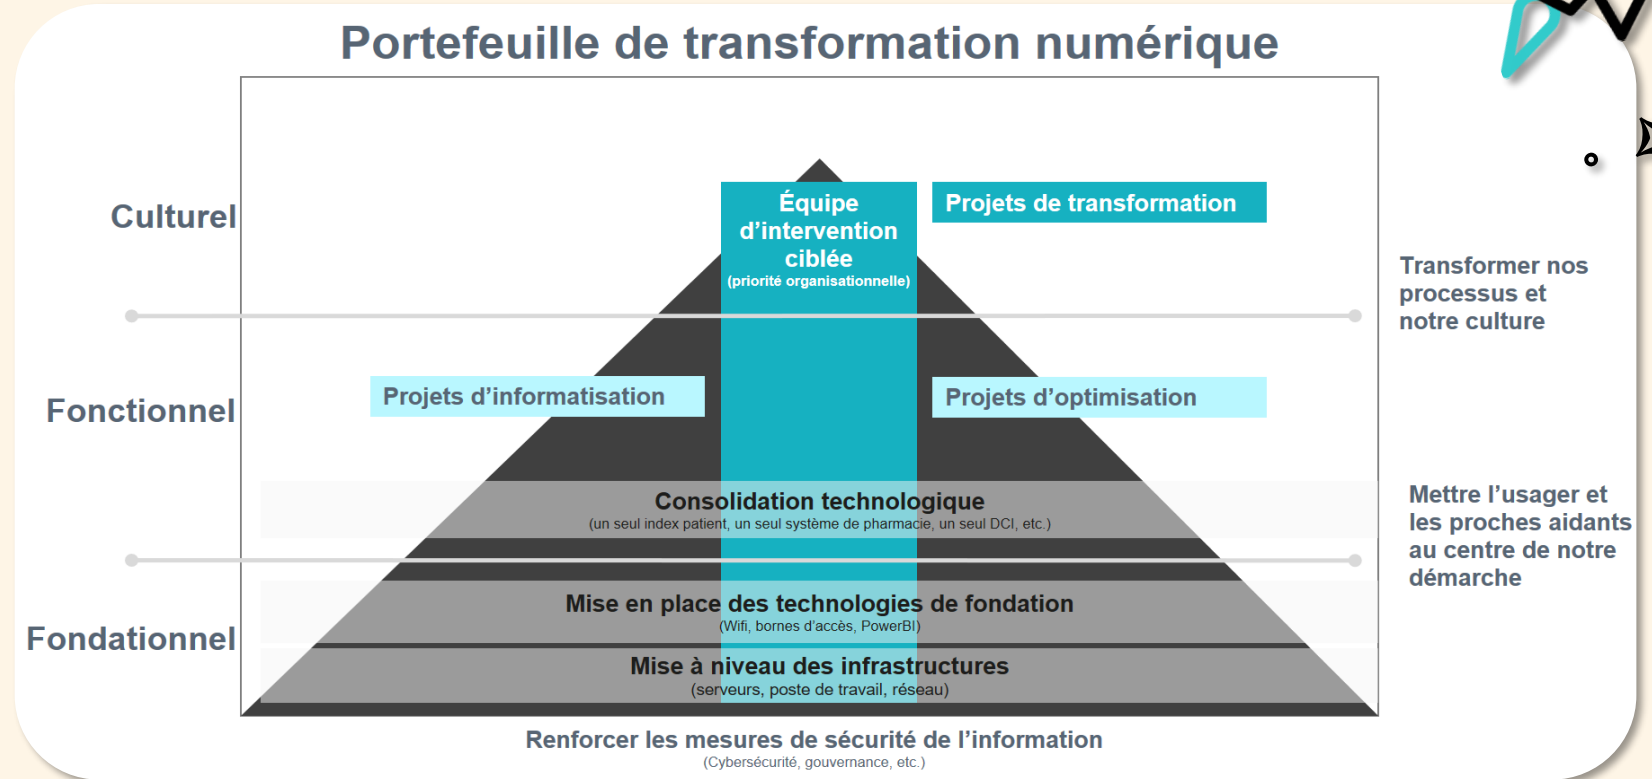 Portefeuille de transformation numérique
Culturel
Équipe
d’intervention
ciblée
(priorité organisationnelle)
Projets de transformation
Transformer nos
processus et
notre culture
Fonctionnel
Projets d’informatisation
Projets d’optimisation
Consolidation technologique
(un seul index patient, un seul système de pharmacie, un seul DCI, etc.)
Mettre l’usager et
les proches aidants
au centre de notre
démarche
Fondationnel
Mise en place des technologies de fondation
(Wifi, bornes d’accès, PowerBI)
Mise à niveau des infrastructures
(serveurs, poste de travail, réseau)
Renforcer les mesures de sécurité de l’information
(Cybersécurité, gouvernance, etc.)